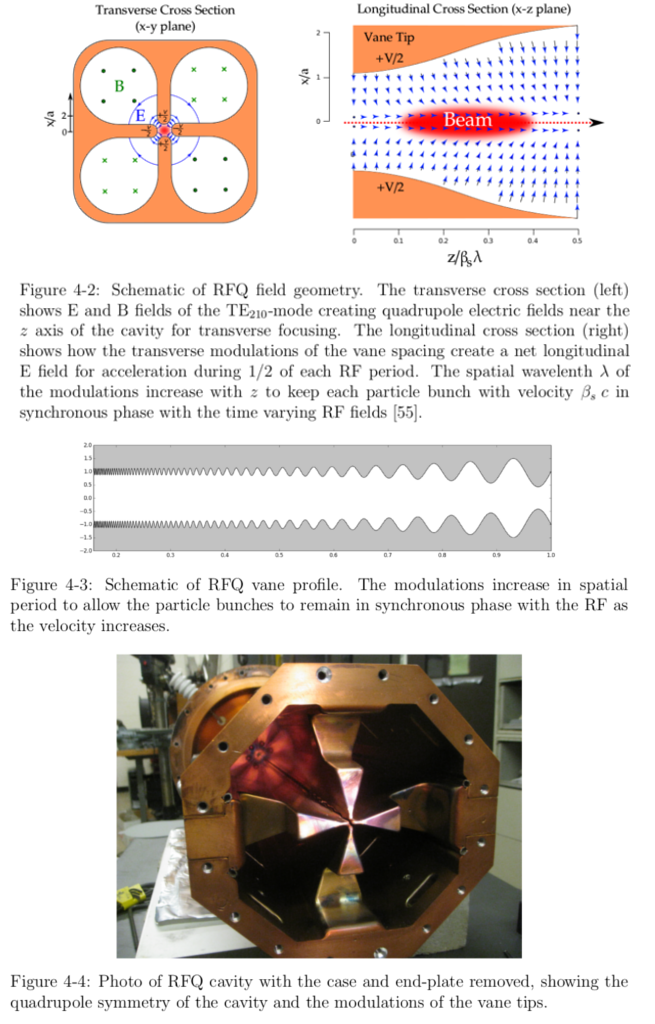 Transverse Cross Section
(x-y plane)
B
E
x/a
2
0
Longitudinal Cross Section (x-z plane)
Vane Tip
+V/2
x/a
2
1
0
Beam
+V/2
0 0.1 0.2 0.3 0.4 0.5
z/βₛλ
Figure 4-2: Schematic of RFQ field geometry. The transverse cross section (left)
shows E and B fields of the TE₂₁₀-mode creating quadrupole electric fields near the
z axis of the cavity for transverse focusing. The longitudinal cross section (right)
shows how the transverse modulations of the vane spacing create a net longitudinal
E field for acceleration during 1/2 of each RF period. The spatial wavelenth λ of
the modulations increase with z to keep each particle bunch with velocity βₛ c in
synchronous phase with the time varying RF fields [55].
2.0
1.5
1.0
0.5
0.0
−0.5
−1.0
−1.5
−2.0
0.2 0.3 0.4 0.5 0.6 0.7 0.8 0.9 1.0
Figure 4-3: Schematic of RFQ vane profile. The modulations increase in spatial
period to allow the particle bunches to remain in synchronous phase with the RF as
the velocity increases.
Figure 4-4: Photo of RFQ cavity with the case and end-plate removed, showing the
quadrupole symmetry of the cavity and the modulations of the vane tips.